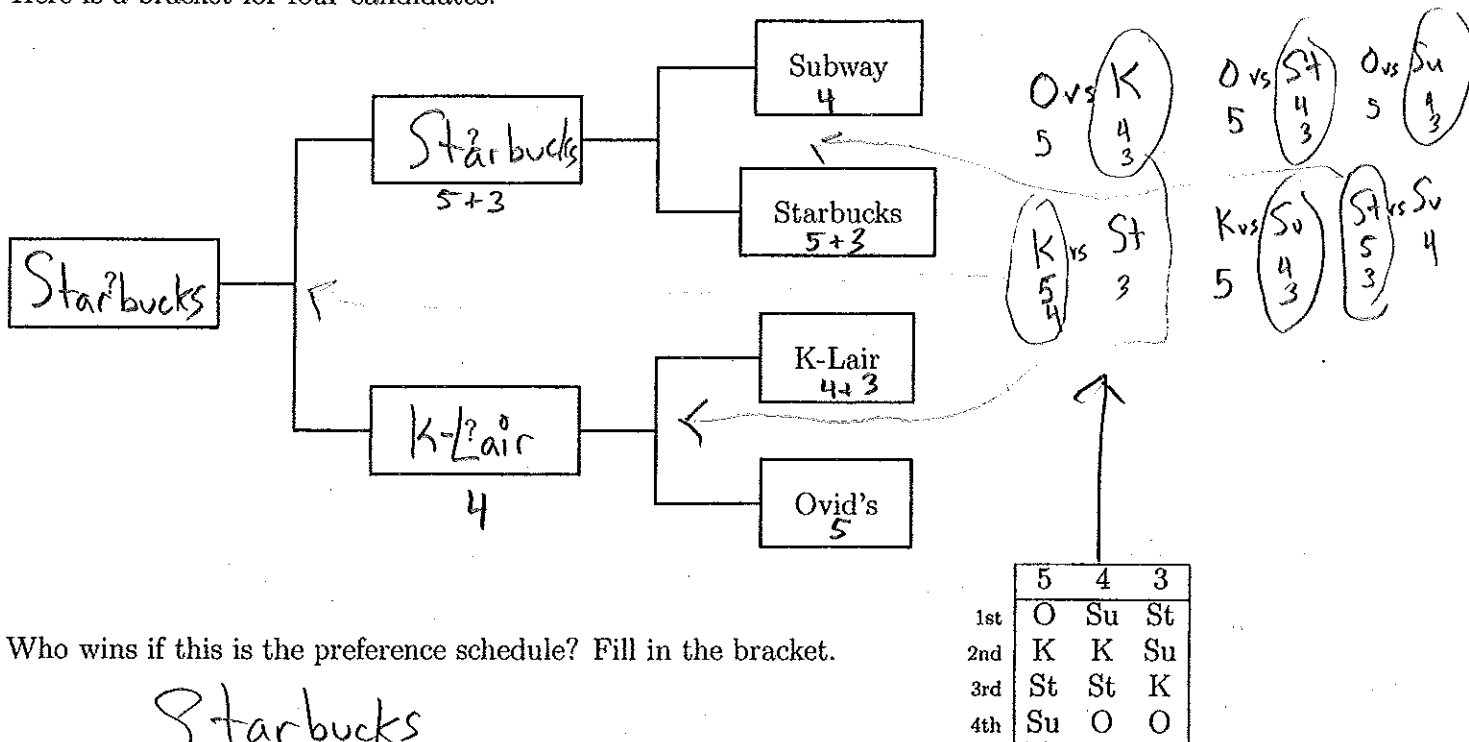 Here is a bracket for four candidates.
Subway
4
Starbucks
5+3
Starbucks
5+3
Starbucks
K-Lair
4+3
K-Lair
4
Ovid's
5
O vs K
5 4
3
O vs St
5 4
3
O vs Su
5 4
3
K vs St
5 3
4
K vs Su
5 4
3
St vs Su
5 4
3
5 4 3
1st O Su St
2nd K K Su
3rd St St K
4th Su O O
Who wins if this is the preference schedule? Fill in the bracket.
Starbucks